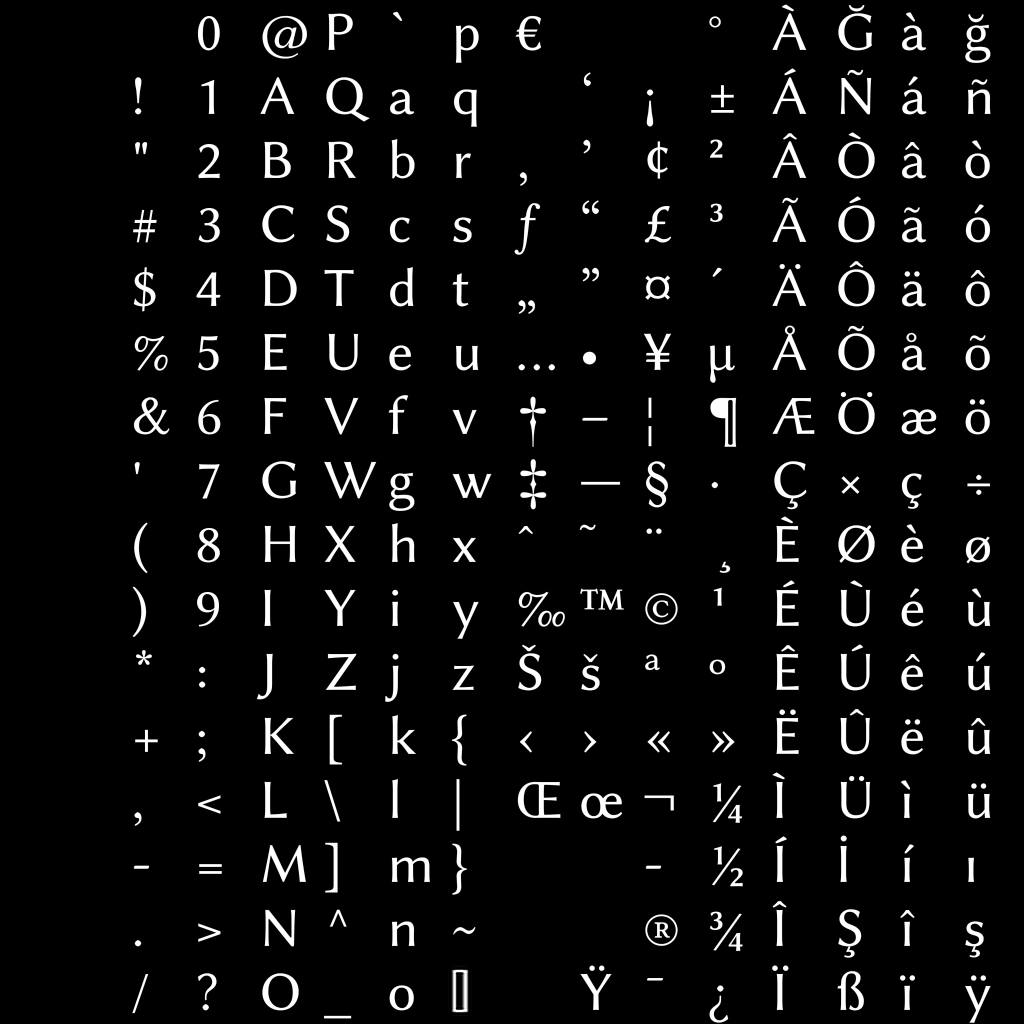 0 @ P ` p € ° À Ğ à ğ
! 1 A Q a q ‘ ¡ ± Á Ñ á ñ
" 2 B R b r ‚ ’ ¢ ² Â Ò â ò
# 3 C S c s ƒ “ £ ³ Ã Ó ã ó
$ 4 D T d t „ ” ¤ ´ Ä Ô ä ô
% 5 E U e u … • ¥ µ Å Õ å õ
& 6 F V f v † – ¦ ¶ Æ Ö æ ö
' 7 G W g w ‡ — § · Ç × ç ÷
( 8 H X h x ˆ ˜ ¨ ¸ È Ø è ø
) 9 I Y i y ‰ ™ © ¹ É Ù é ù
* : J Z j z Š š ª º Ê Ú ê ú
+ ; K [ k { ‹ › « » Ë Û ë û
, < L \ l | Œ œ ¬ ¼ Ì Ü ì ü
- = M ] m } - ½ Í İ í ı
. > N ^ n ~ ® ¾ Î Ş î ş
/ ? O _ o ▯ Ÿ ¯ ¿ Ï ß ï ÿ